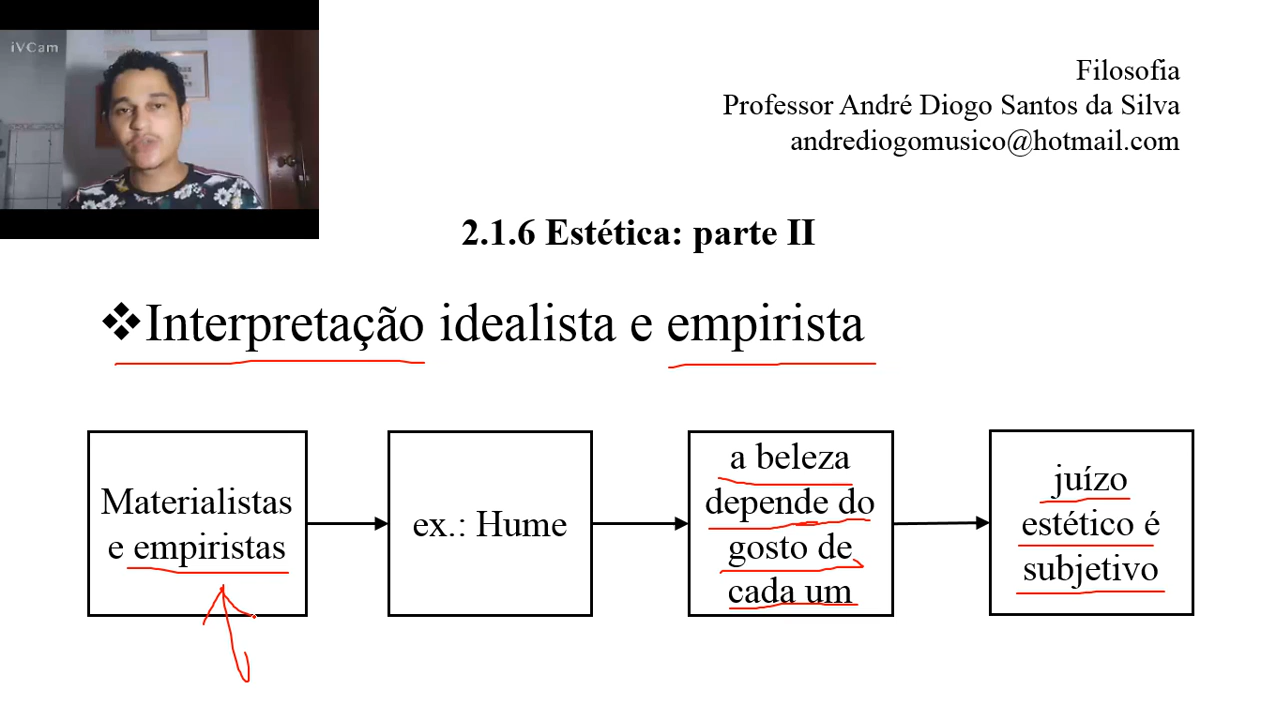 iVCam
Filosofia
Professor André Diogo Santos da Silva
andrediogomusico@hotmail.com
2.1.6 Estética: parte II
❖Interpretação idealista e empirista
Materialistas
e empiristas
ex.: Hume
a beleza
depende do
gosto de
cada um
juízo
estético é
subjetivo